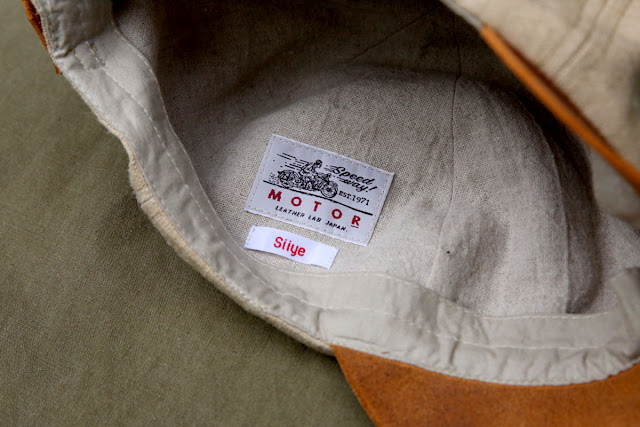 Speed
way!
EST.1971
MOTOR
LEATHER LAB JAPAN.
Siiye